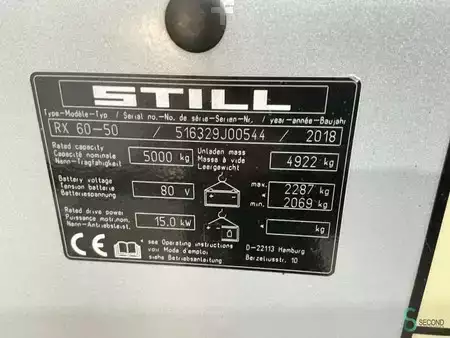 STILL
Type-Modèle-Typ / Serial no.-No. de série-Serien-Nr. / year-année-Baujahr
RX 60-50 / 516329J00544 / 2018
Rated capacity
Capacité nominale
Nenn-Tragfähigkeit
5000 kg
Unladen mass
Masse à vide
Leergewicht
4922 kg
Battery voltage
Tension batterie
Batteriespannung
80 V
max. 2287 kg
min. 2069 kg
Rated drive power
Puissance mot.nom.
Nenn-Antriebsleist.
15.0 kW
kg
CE
see Operating instructions
voir Mode d'emploi
siehe Betriebsanleitung
D-22113 Hamburg
Berzeliusstr. 10
SECOND